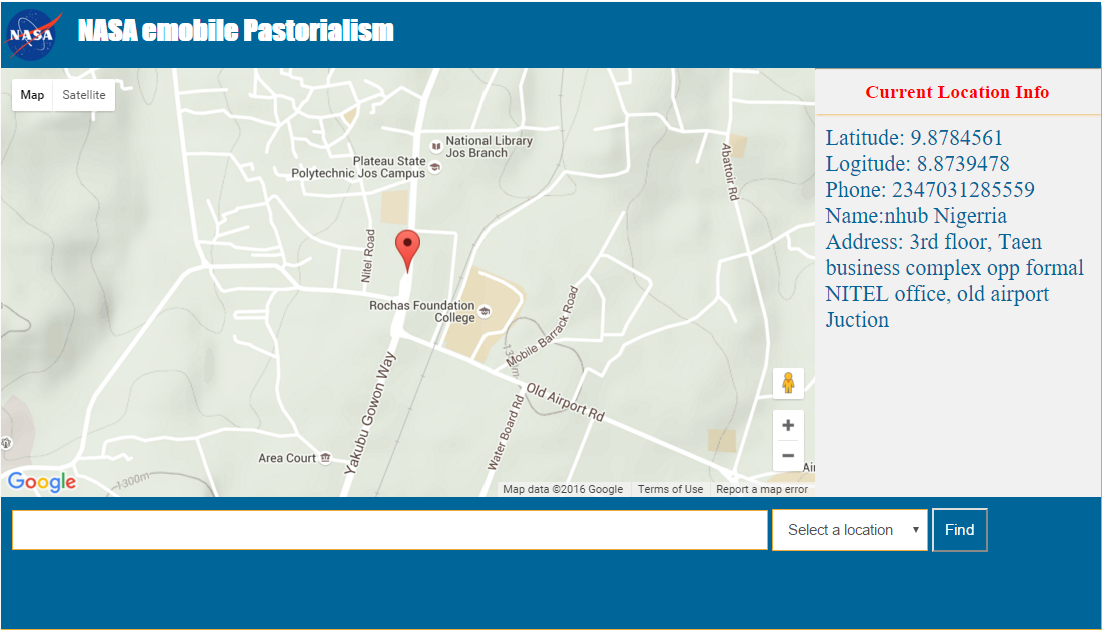 NASA
NASA emobile Pastorialism
Map
Satellite
National Library
Jos Branch
Plateau State
Polytechnic Jos Campus
Abattoir Rd
Nitel Road
Rochas Foundation
College
Mobile Barrack Road
1300m
Old Airport Rd
Yakubu Gowon Way
Water Board Rd
Area Court
1300m
Google
Map data ©2016 Google
Terms of Use
Report a map error
Current Location Info
Latitude: 9.8784561
Logitude: 8.8739478
Phone: 2347031285559
Name:nhub Nigerria
Address: 3rd floor, Taen
business complex opp formal
NITEL office, old airport
Juction
Select a location
Find